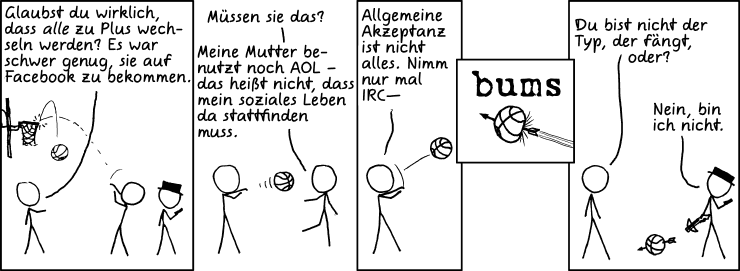 Glaubst du wirklich,
dass alle zu Plus wech-
seln werden? Es war
schwer genug, sie auf
Facebook zu bekommen.
Müssen sie das?
Meine Mutter be-
nutzt noch AOL –
das heißt nicht, dass
mein soziales Leben
da stattfinden
muss.
Allgemeine
Akzeptanz
ist nicht
alles. Nimm
nur mal
IRC—
bums
Du bist nicht der
Typ, der fängt,
oder?
Nein, bin
ich nicht.